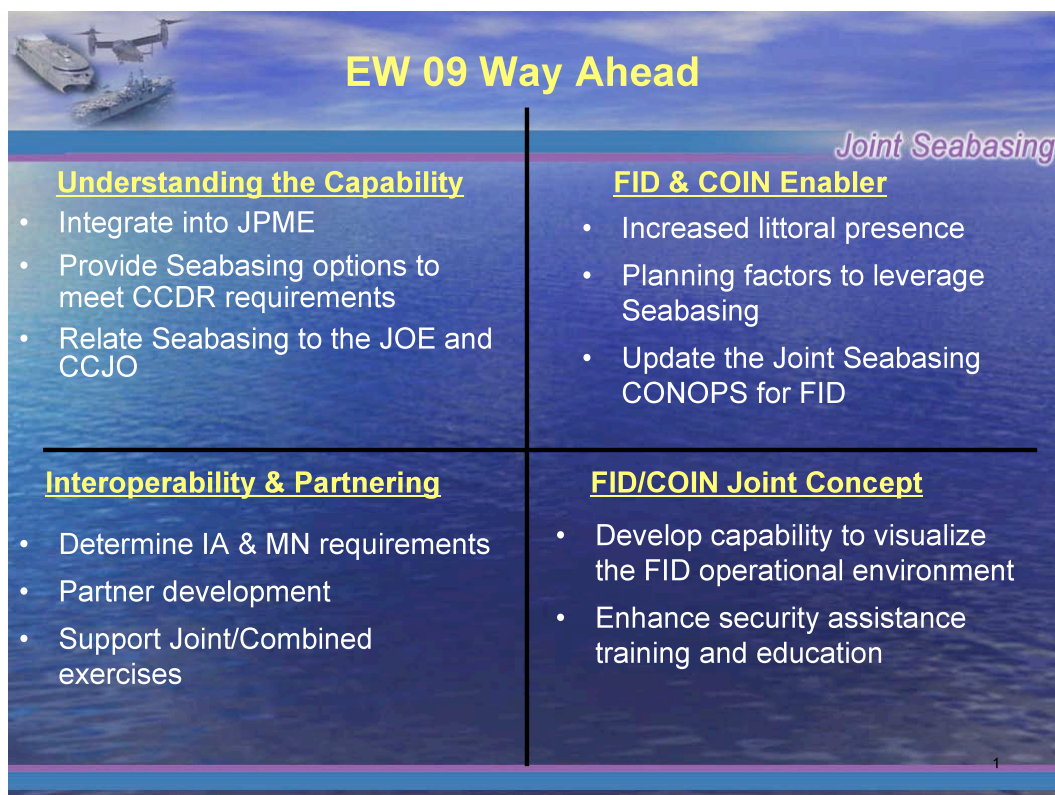 EW 09 Way Ahead
Joint Seabasing
Understanding the Capability
• Integrate into JPME
• Provide Seabasing options to
meet CCDR requirements
• Relate Seabasing to the JOE and
CCJO
FID & COIN Enabler
• Increased littoral presence
• Planning factors to leverage
Seabasing
• Update the Joint Seabasing
CONOPS for FID
Interoperability & Partnering
• Determine IA & MN requirements
• Partner development
• Support Joint/Combined
exercises
FID/COIN Joint Concept
• Develop capability to visualize
the FID operational environment
• Enhance security assistance
training and education
1